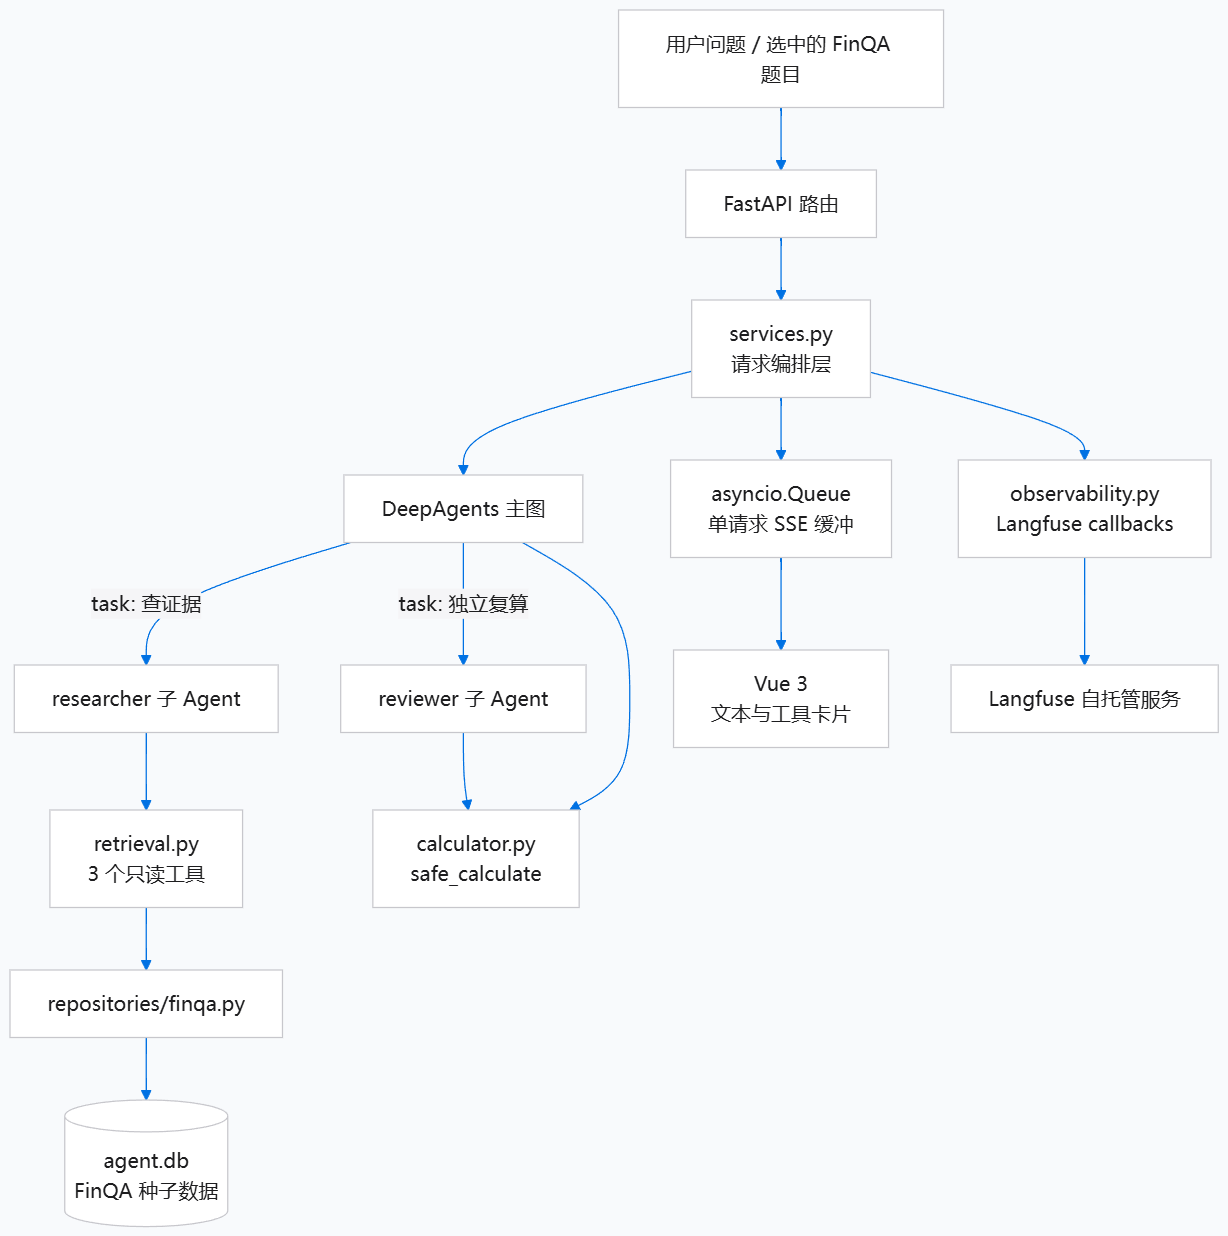 用户问题 / 选中的 FinQA
题目
FastAPI 路由
services.py
请求编排层
DeepAgents 主图
asyncio.Queue
单请求 SSE 缓冲
observability.py
Langfuse callbacks
task: 查证据
task: 独立复算
researcher 子 Agent
reviewer 子 Agent
Vue 3
文本与工具卡片
Langfuse 自托管服务
retrieval.py
3 个只读工具
calculator.py
safe_calculate
repositories/finqa.py
agent.db
FinQA 种子数据